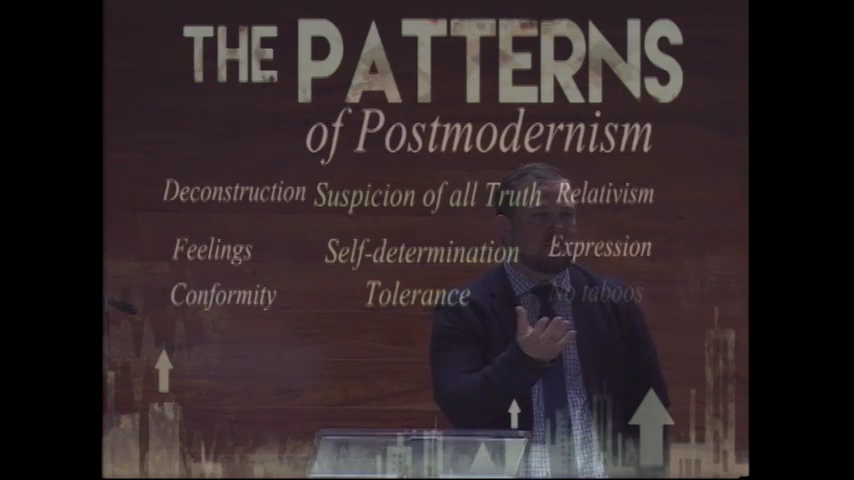 THE PATTERNS
of Postmodernism
Deconstruction Suspicion of all Truth Relativism
Feelings Self-determination Expression
Conformity Tolerance No taboos